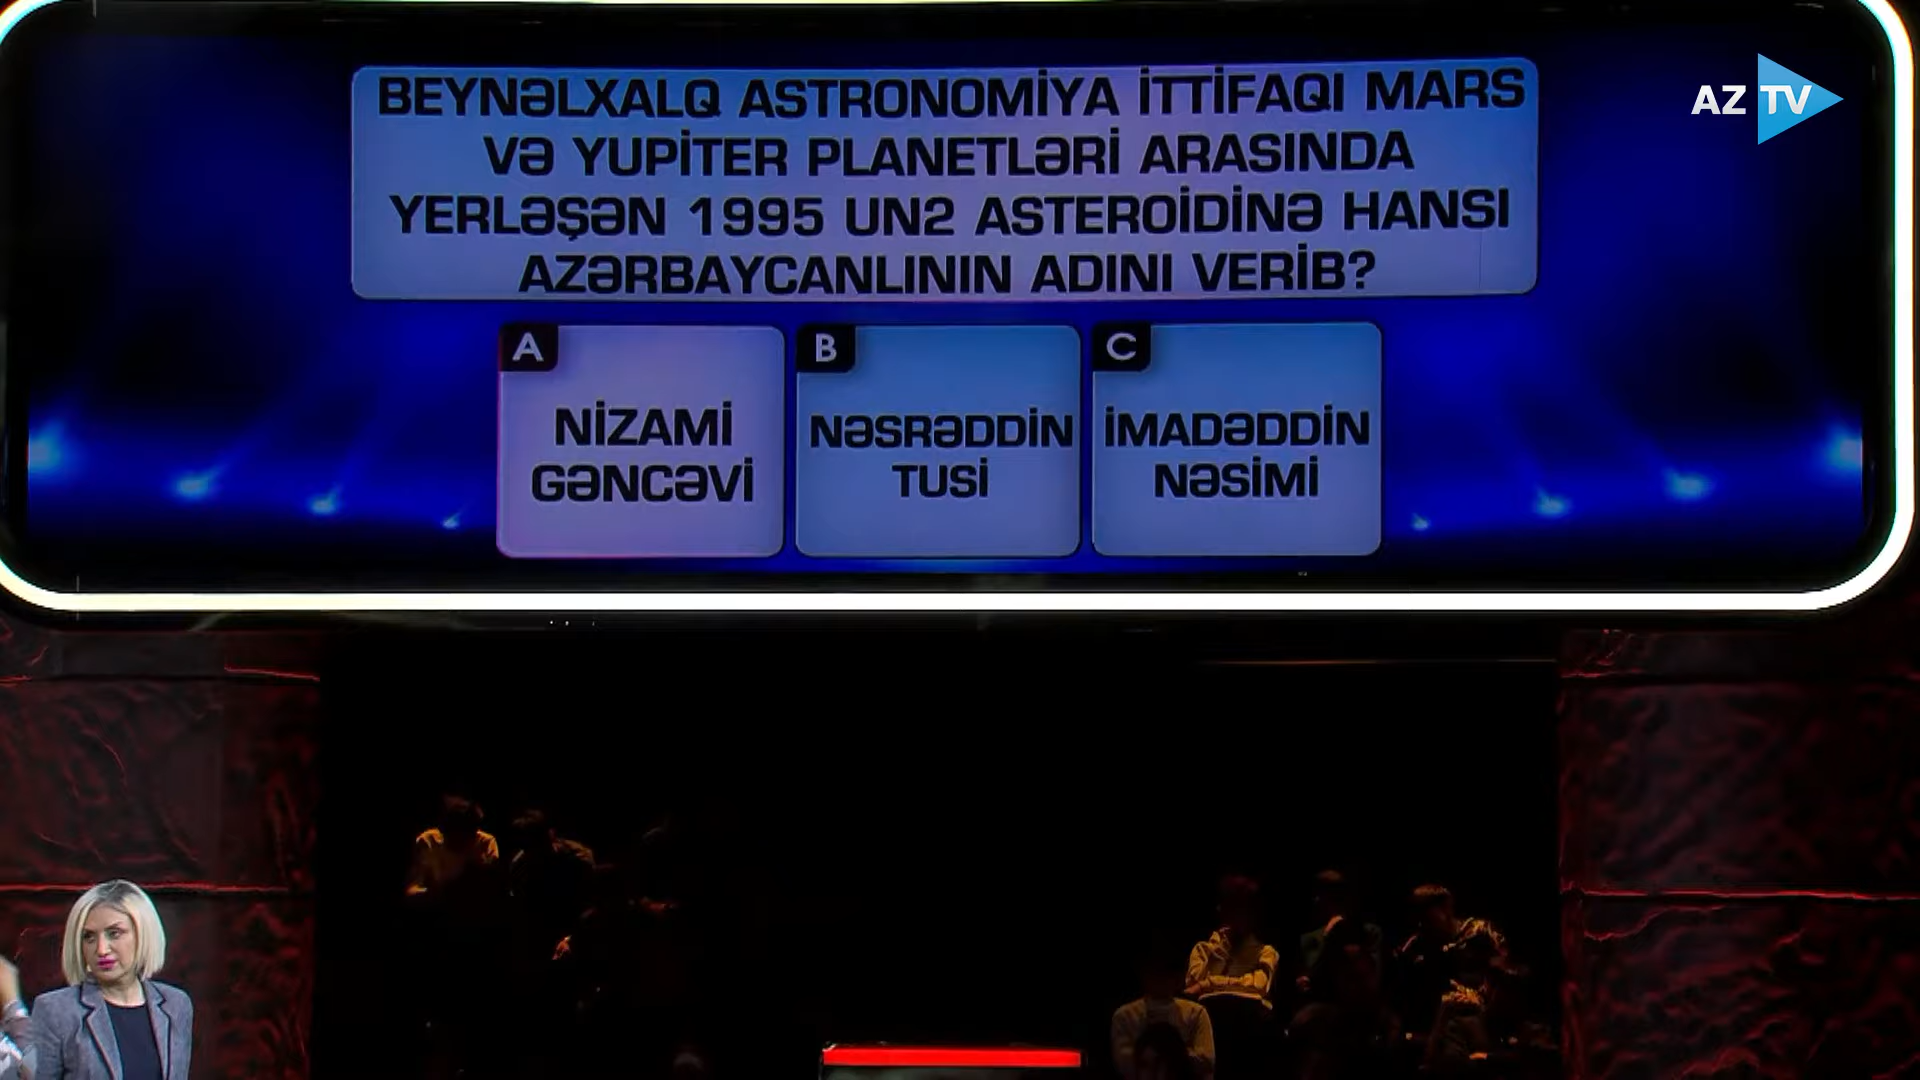 BEYNƏLXALQ ASTRONOMİYA İTTİFAQI MARS
VƏ YUPİTER PLANETLƏRİ ARASINDA
YERLƏŞƏN 1995 UN2 ASTEROİDİNƏ HANSI
AZƏRBAYCANLININ ADINI VERİB?
AZ TV
A
NİZAMİ
GƏNCƏVİ
B
NƏSRƏDDİN
TUSİ
C
İMADƏDDİN
NƏSİMİ